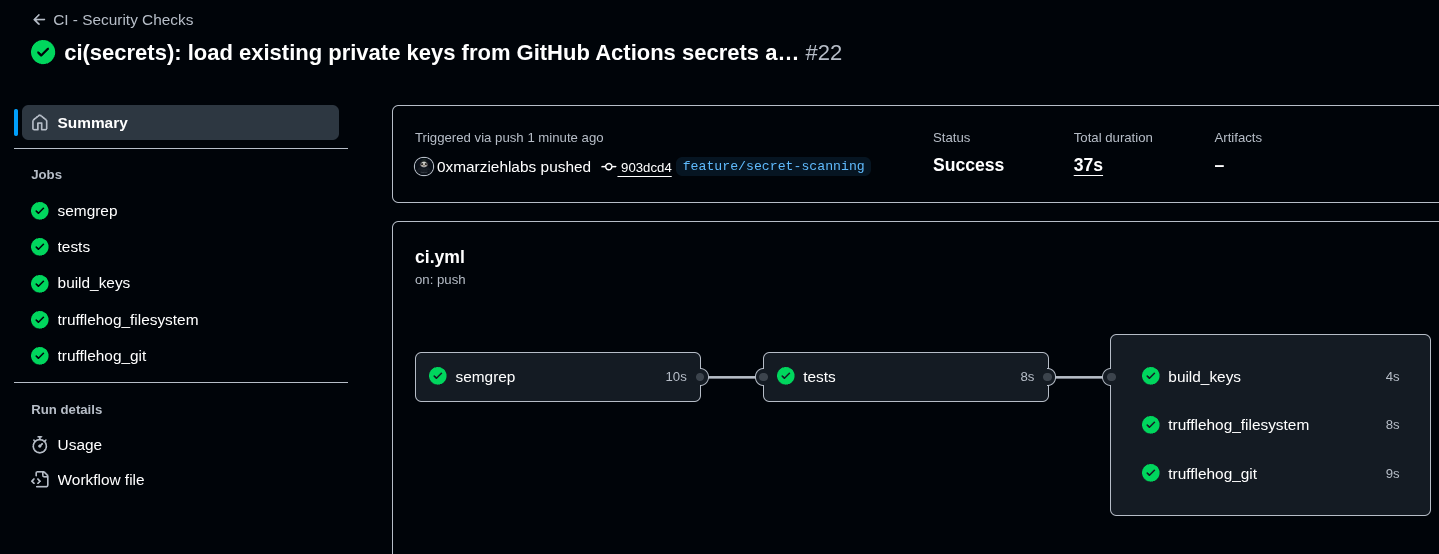 CI - Security Checks
ci(secrets): load existing private keys from GitHub Actions secrets a... #22
Summary
Jobs
semgrep
tests
build_keys
trufflehog_filesystem
trufflehog_git
Run details
Usage
Workflow file
Triggered via push 1 minute ago
0xmarziehlabs pushed 903dcd4 feature/secret-scanning
Status
Success
Total duration
37s
Artifacts
–
ci.yml
on: push
semgrep 10s
tests 8s
build_keys 4s
trufflehog_filesystem 8s
trufflehog_git 9s